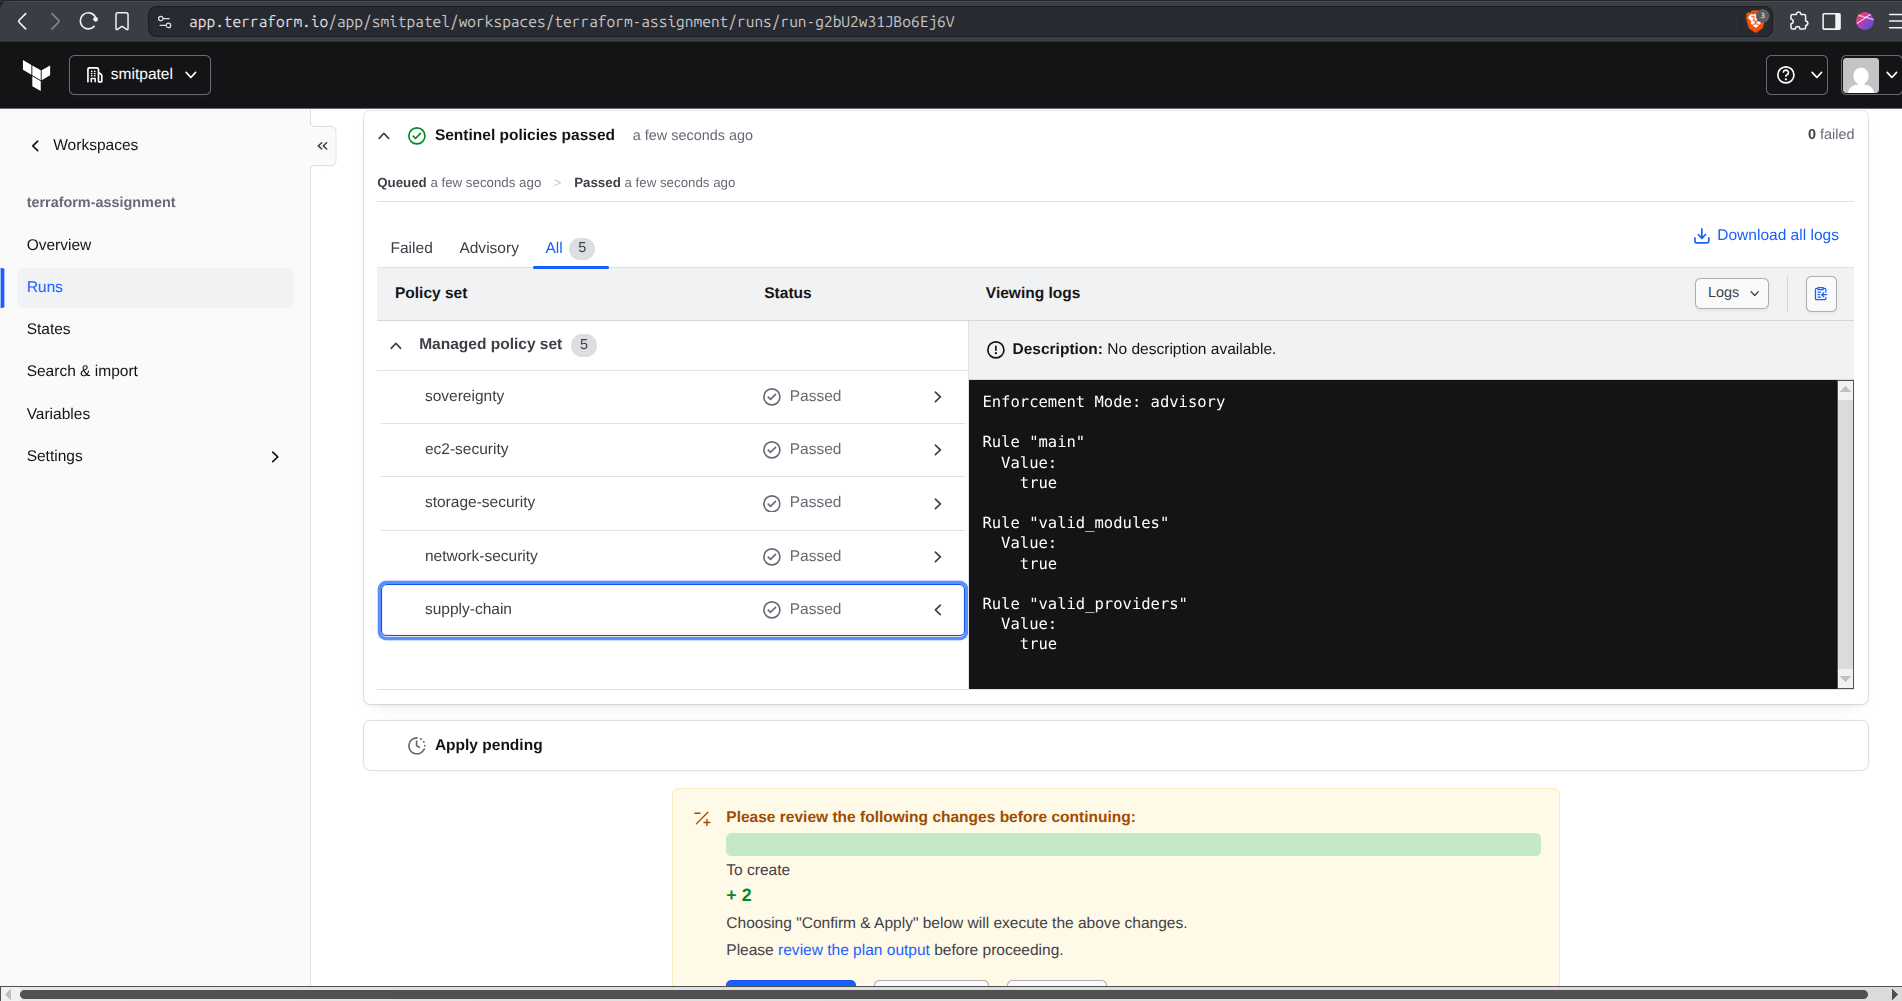 app.terraform.io/app/smitpatel/workspaces/terraform-assignment/runs/run-g2bU2w31JBo6Ej6V
3
smitpatel
Workspaces
terraform-assignment
Overview
Runs
States
Search & import
Variables
Settings
Sentinel policies passed a few seconds ago
0 failed
Queued a few seconds ago > Passed a few seconds ago
Failed Advisory All 5
Download all logs
Policy set Status Viewing logs
Logs
Managed policy set 5
Description: No description available.
sovereignty Passed
ec2-security Passed
storage-security Passed
network-security Passed
supply-chain Passed
Enforcement Mode: advisory
Rule "main"
Value:
true
Rule "valid_modules"
Value:
true
Rule "valid_providers"
Value:
true
Apply pending
Please review the following changes before continuing:
To create
+ 2
Choosing "Confirm & Apply" below will execute the above changes.
Please review the plan output before proceeding.